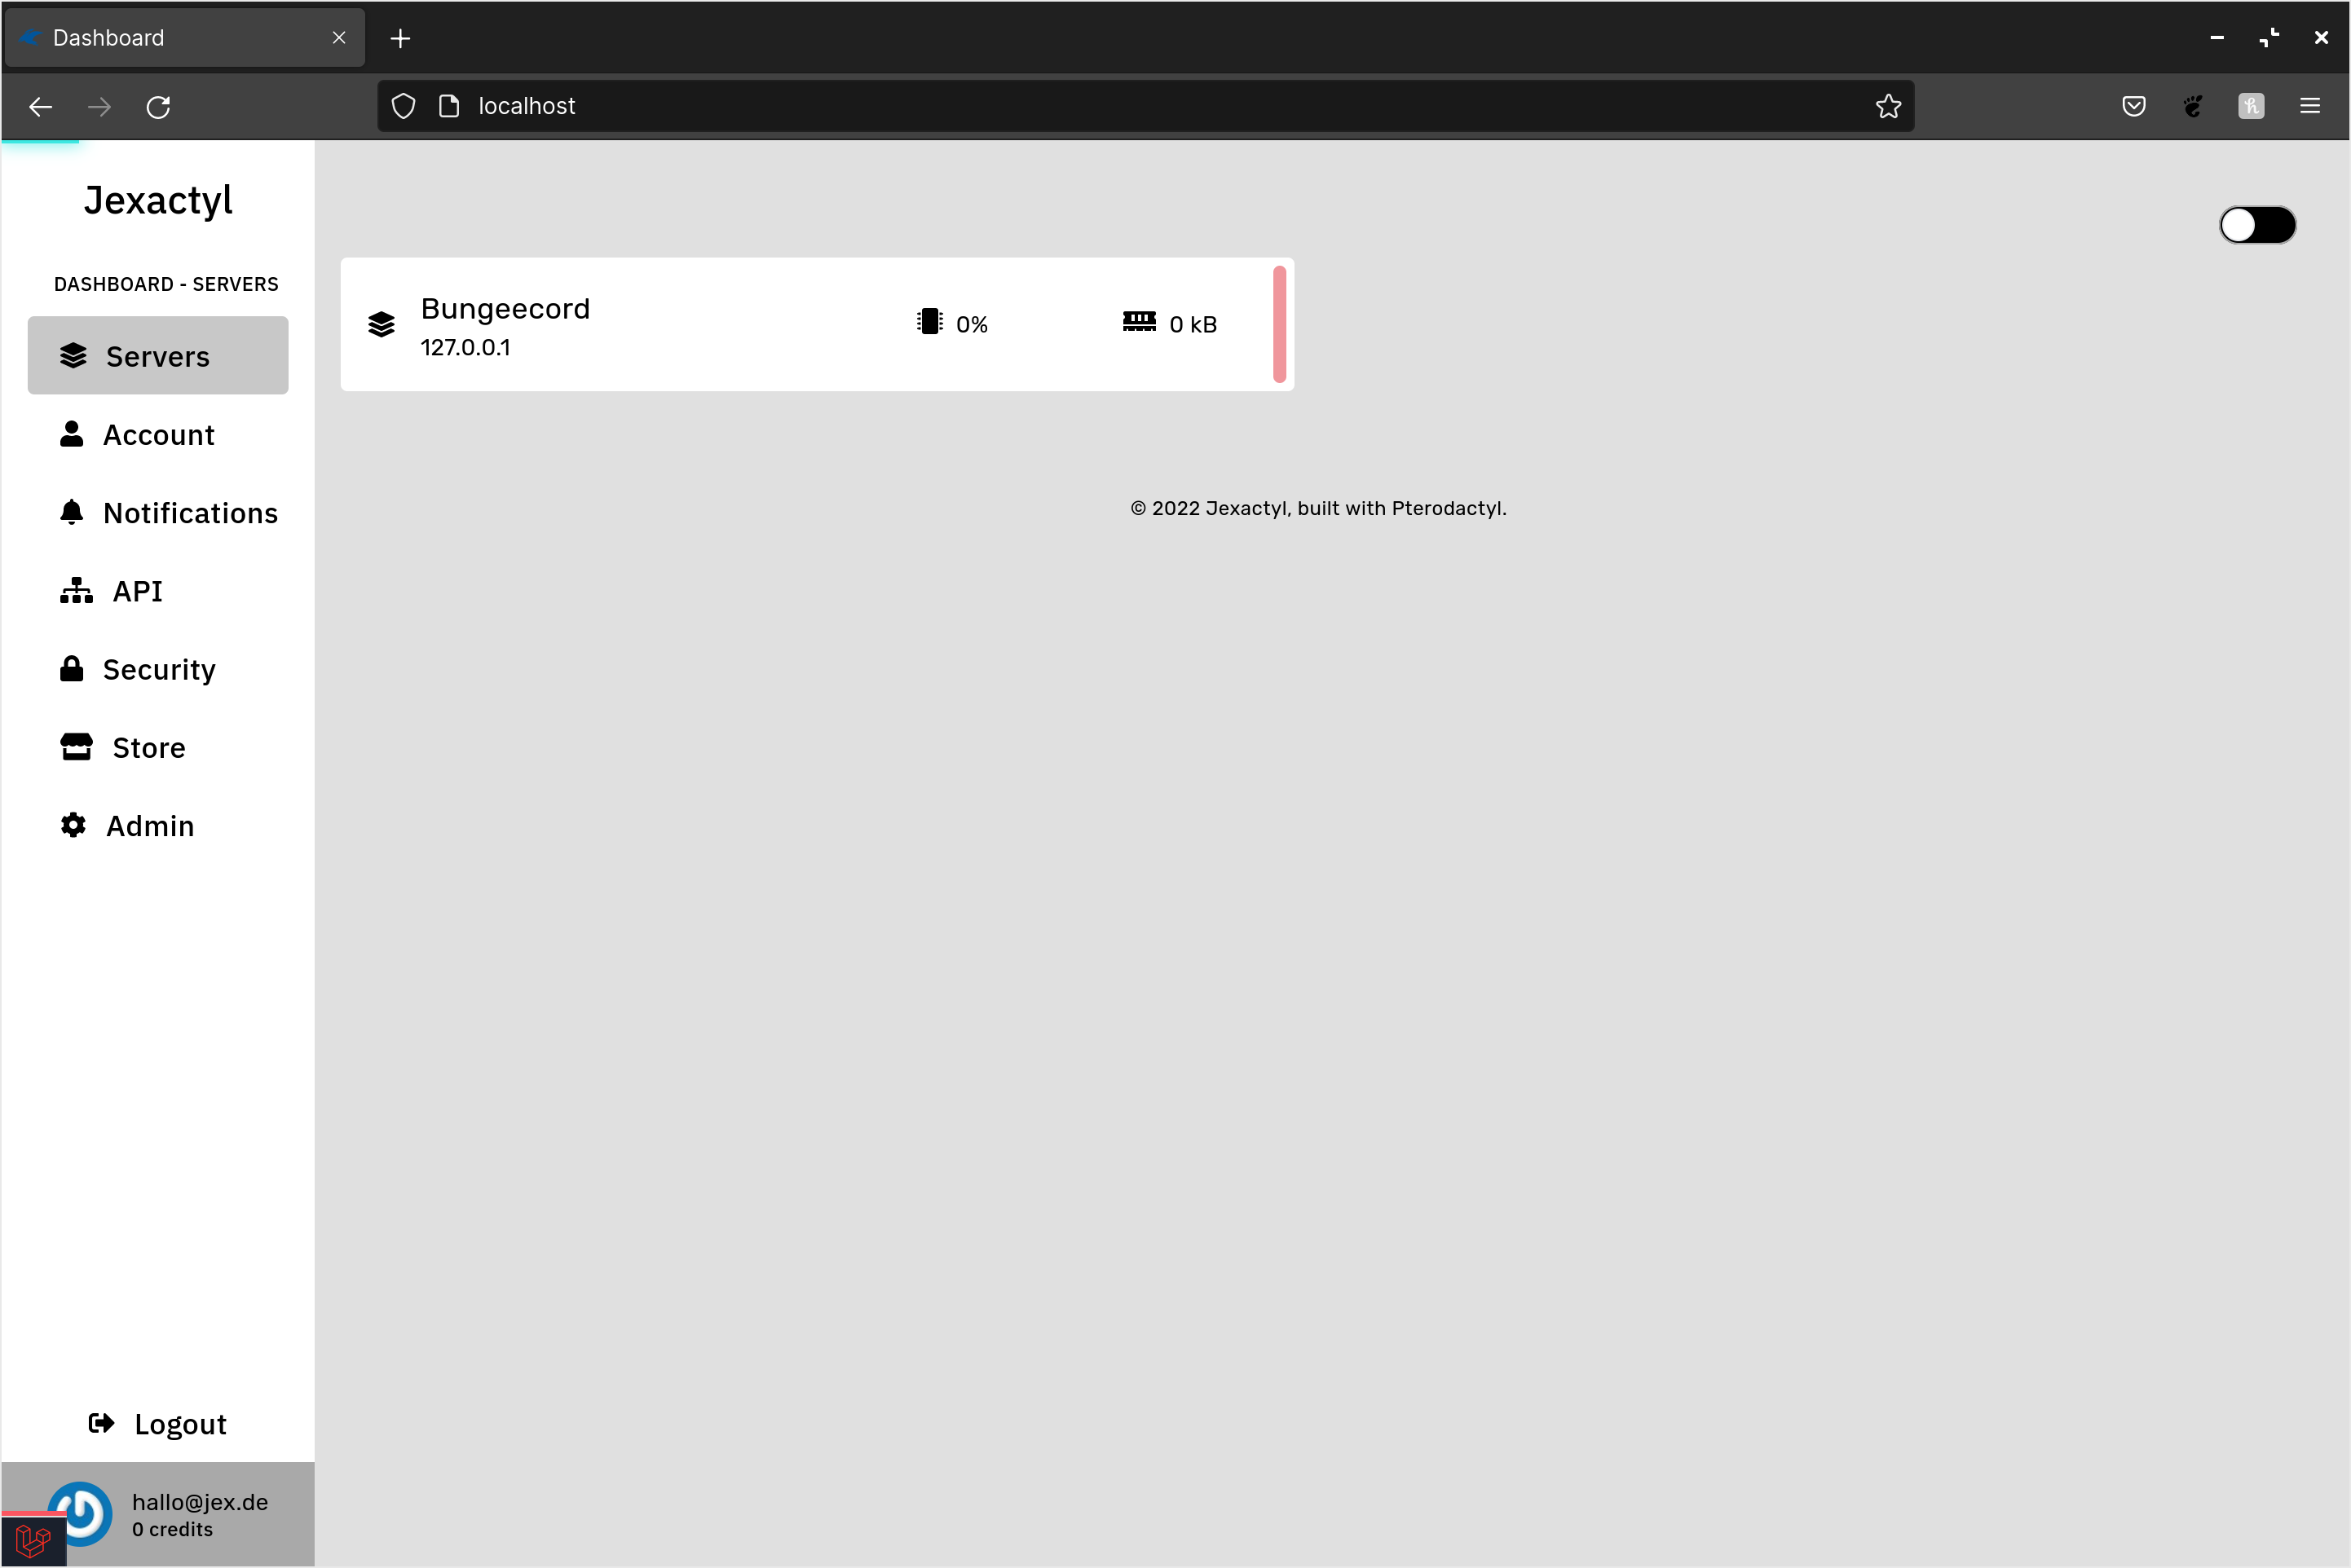 Dashboard
localhost
Jexactyl
DASHBOARD - SERVERS
Servers
Account
Notifications
API
Security
Store
Admin
Logout
hallo@jex.de
0 credits
Bungeecord
127.0.0.1
0%
0 kB
© 2022 Jexactyl, built with Pterodactyl.